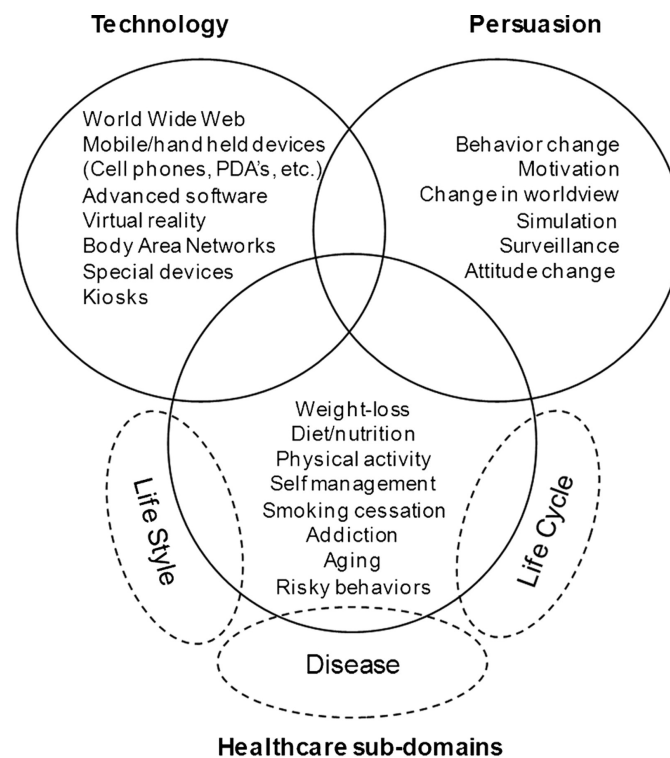 Technology
Persuasion
World Wide Web
Mobile/hand held devices
(Cell phones, PDA's, etc.)
Advanced software
Virtual reality
Body Area Networks
Special devices
Kiosks
Behavior change
Motivation
Change in worldview
Simulation
Surveillance
Attitude change
Weight-loss
Diet/nutrition
Physical activity
Self management
Smoking cessation
Addiction
Aging
Risky behaviors
Life Style
Life Cycle
Disease
Healthcare sub-domains